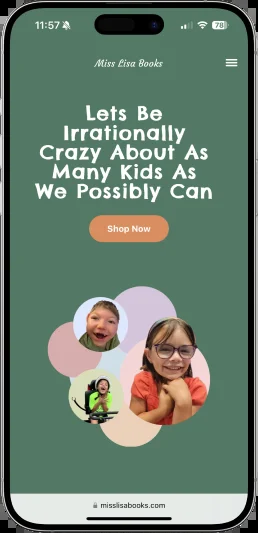 11:57
78
Miss Lisa Books
Lets Be
Irrationally
Crazy About As
Many Kids As
We Possibly Can
Shop Now
misslisabooks.com